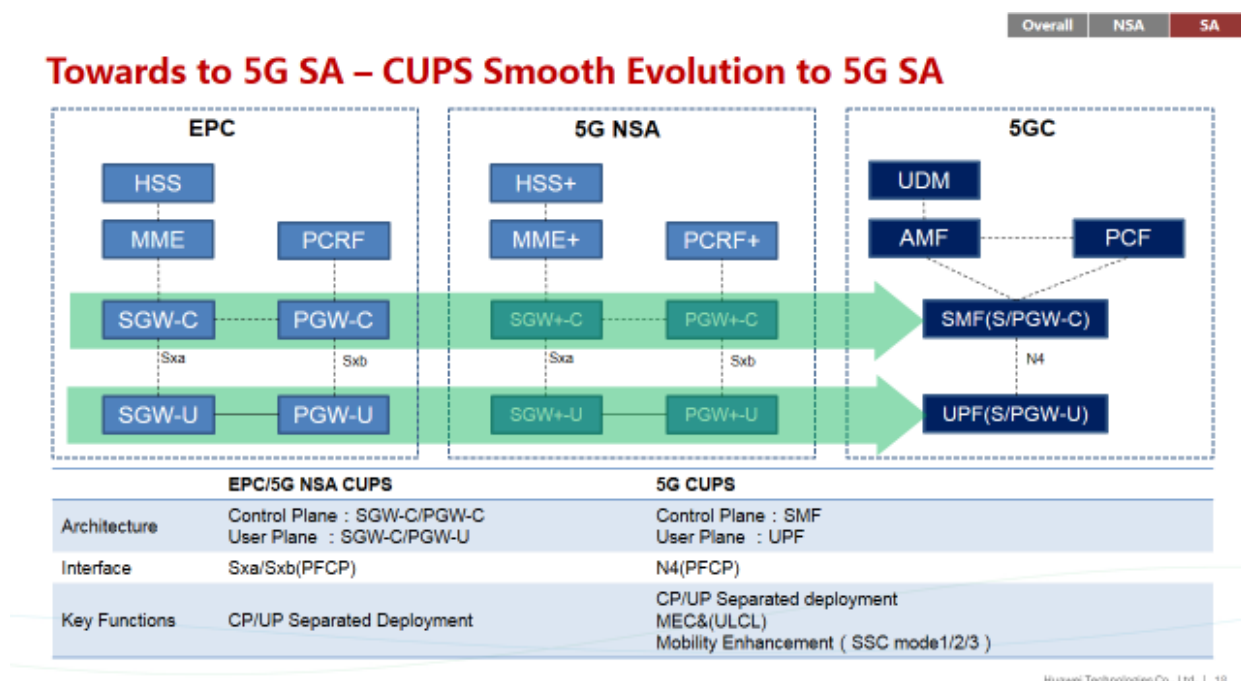 Overall NSA SA
Towards to 5G SA – CUPS Smooth Evolution to 5G SA
EPC
HSS
MME PCRF
SGW-C PGW-C
Sxa Sxb
SGW-U PGW-U
5G NSA
HSS+
MME+ PCRF+
SGW+-C PGW+-C
Sxa Sxb
SGW+-U PGW+-U
5GC
UDM
AMF PCF
SMF(S/PGW-C)
N4
UPF(S/PGW-U)
EPC/5G NSA CUPS 5G CUPS
Architecture
Control Plane：SGW-C/PGW-C
User Plane ：SGW-C/PGW-U
Control Plane：SMF
User Plane ：UPF
Interface Sxa/Sxb(PFCP) N4(PFCP)
Key Functions CP/UP Separated Deployment
CP/UP Separated deployment
MEC&(ULCL)
Mobility Enhancement（SSC mode1/2/3）
Huawei Technologies Co., Ltd. |